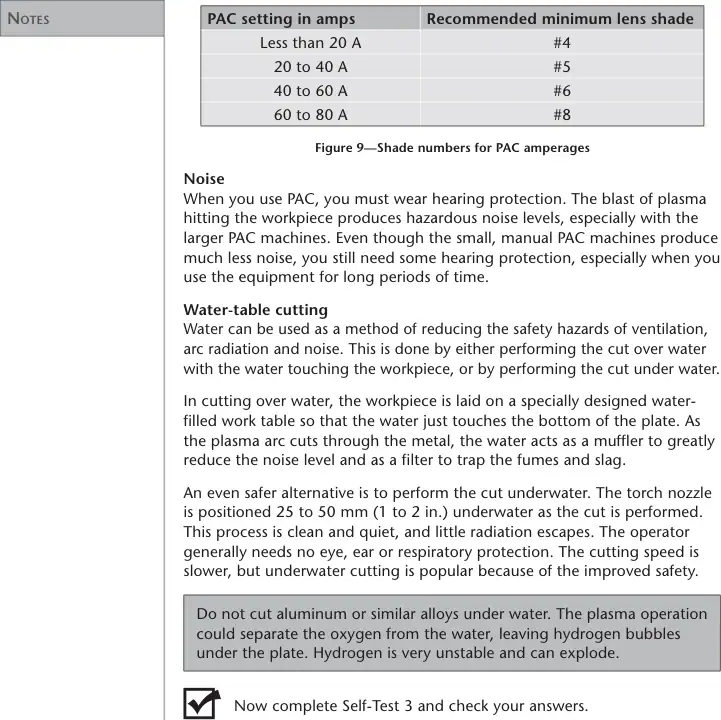 NOTES
PAC setting in amps Recommended minimum lens shade
Less than 20 A #4
20 to 40 A #5
40 to 60 A #6
60 to 80 A #8
Figure 9—Shade numbers for PAC amperages
Noise
When you use PAC, you must wear hearing protection. The blast of plasma
hitting the workpiece produces hazardous noise levels, especially with the
larger PAC machines. Even though the small, manual PAC machines produce
much less noise, you still need some hearing protection, especially when you
use the equipment for long periods of time.
Water-table cutting
Water can be used as a method of reducing the safety hazards of ventilation,
arc radiation and noise. This is done by either performing the cut over water
with the water touching the workpiece, or by performing the cut under water.
In cutting over water, the workpiece is laid on a specially designed water-
filled work table so that the water just touches the bottom of the plate. As
the plasma arc cuts through the metal, the water acts as a muffler to greatly
reduce the noise level and as a filter to trap the fumes and slag.
An even safer alternative is to perform the cut underwater. The torch nozzle
is positioned 25 to 50 mm (1 to 2 in.) underwater as the cut is performed.
This process is clean and quiet, and little radiation escapes. The operator
generally needs no eye, ear or respiratory protection. The cutting speed is
slower, but underwater cutting is popular because of the improved safety.
Do not cut aluminum or similar alloys under water. The plasma operation
could separate the oxygen from the water, leaving hydrogen bubbles
under the plate. Hydrogen is very unstable and can explode.
Now complete Self-Test 3 and check your answers.